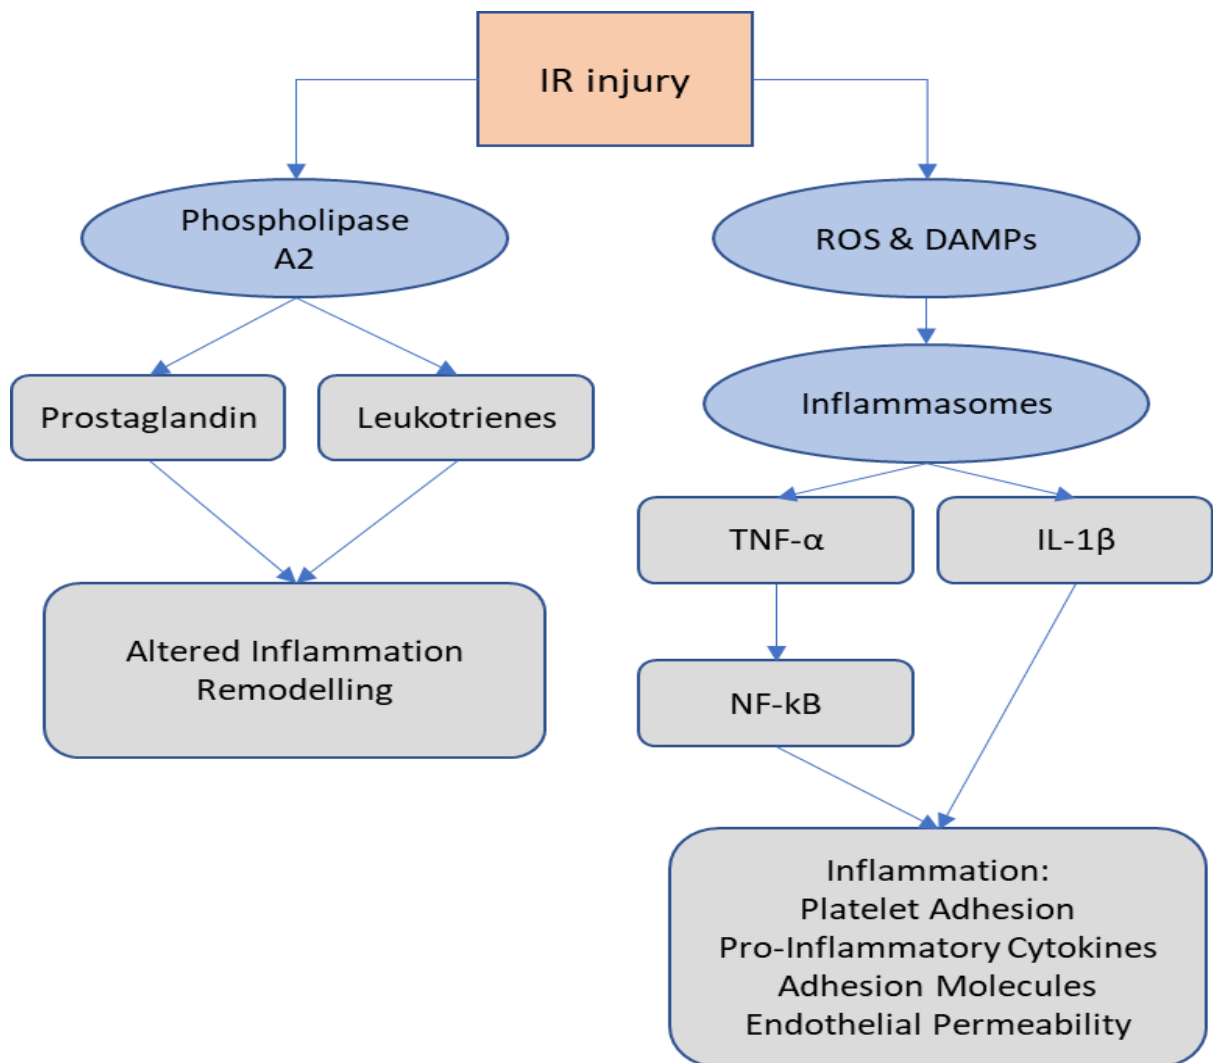 IR injury
Phospholipase
A2
ROS & DAMPs
Prostaglandin
Leukotrienes
Inflammasomes
TNF-α
IL-1β
Altered Inflammation
Remodelling
NF-kB
Inflammation:
Platelet Adhesion
Pro-Inflammatory Cytokines
Adhesion Molecules
Endothelial Permeability